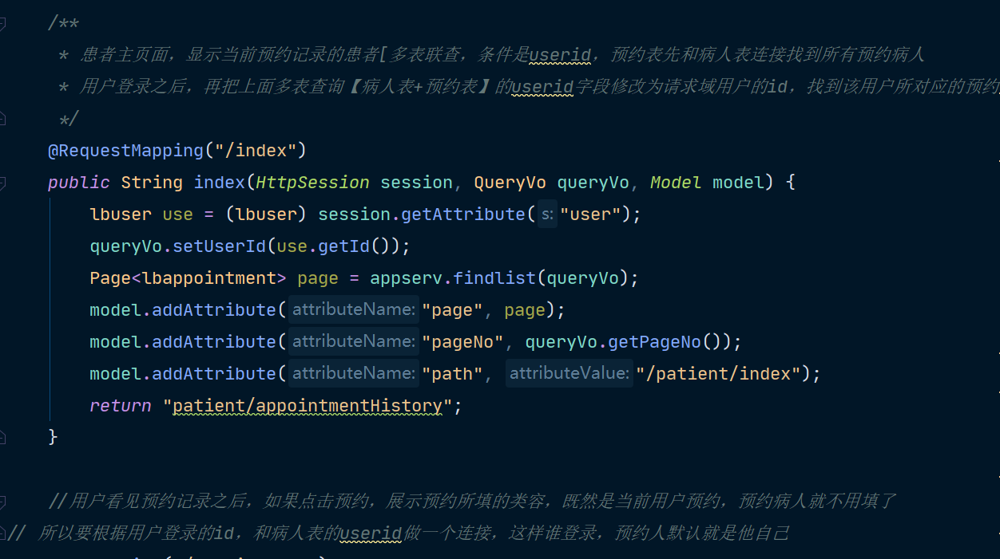 /**
* 患者主页面，显示当前预约记录的患者[多表联查，条件是userid，预约表先和病人表连接找到所有预约病人
* 用户登录之后，再把上面多表查询【病人表+预约表】的userid字段修改为请求域用户的id，找到该用户所对应的预约
*/
@RequestMapping("/index")
public String index(HttpSession session, QueryVo queryVo, Model model) {
lbuser use = (lbuser) session.getAttribute( s: "user");
queryVo.setUserId(use.getId());
Page<lbappointment> page = appserv.findlist(queryVo);
model.addAttribute( attributeName: "page", page);
model.addAttribute( attributeName: "pageNo", queryVo.getPageNo());
model.addAttribute( attributeName: "path", attributeValue: "/patient/index");
return "patient/appointmentHistory";
}
//用户看见预约记录之后，如果点击预约，展示预约所填的类容，既然是当前用户预约，预约病人就不用填了
// 所以要根据用户登录的id，和病人表的userid做一个连接，这样谁登录，预约人默认就是他自己